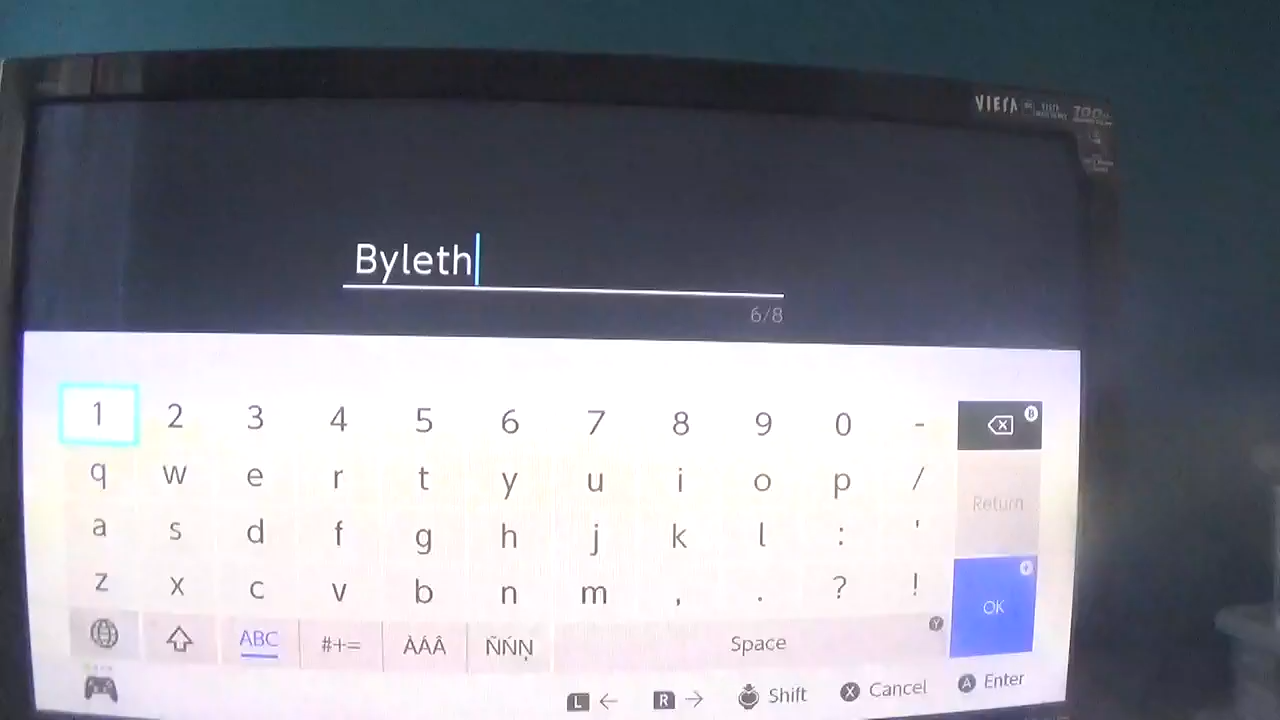 VIEſA
Byleth
6/8
1 2 3 4 5 6 7 8 9 0 -
q w e r t y u i o p /
Return
a s d f g h j k l : '
z x c v b n m , . ? !
OK
ABC #+= ÀÁÂ ÑŃŅ Space Y
L ← R → Shift X Cancel A Enter